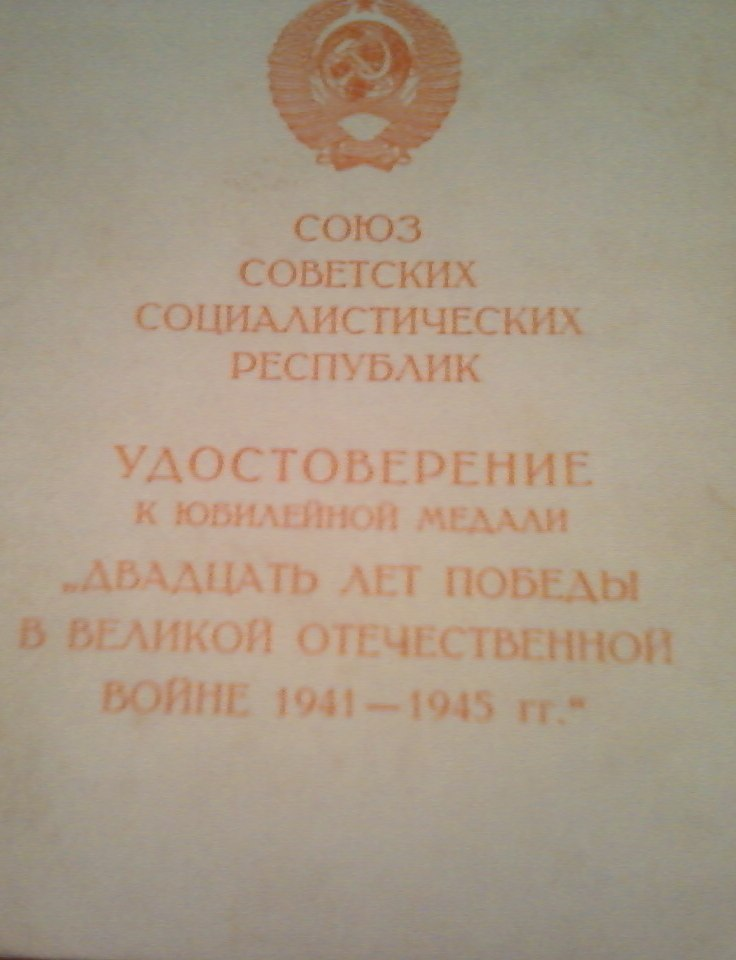 СОЮЗ
СОВЕТСКИХ
СОЦИАЛИСТИЧЕСКИХ
РЕСПУБЛИК
УДОСТОВЕРЕНИЕ
К ЮБИЛЕЙНОЙ МЕДАЛИ
„ДВАДЦАТЬ ЛЕТ ПОБЕДЫ
В ВЕЛИКОЙ ОТЕЧЕСТВЕННОЙ
ВОЙНЕ 1941—1945 гг.“